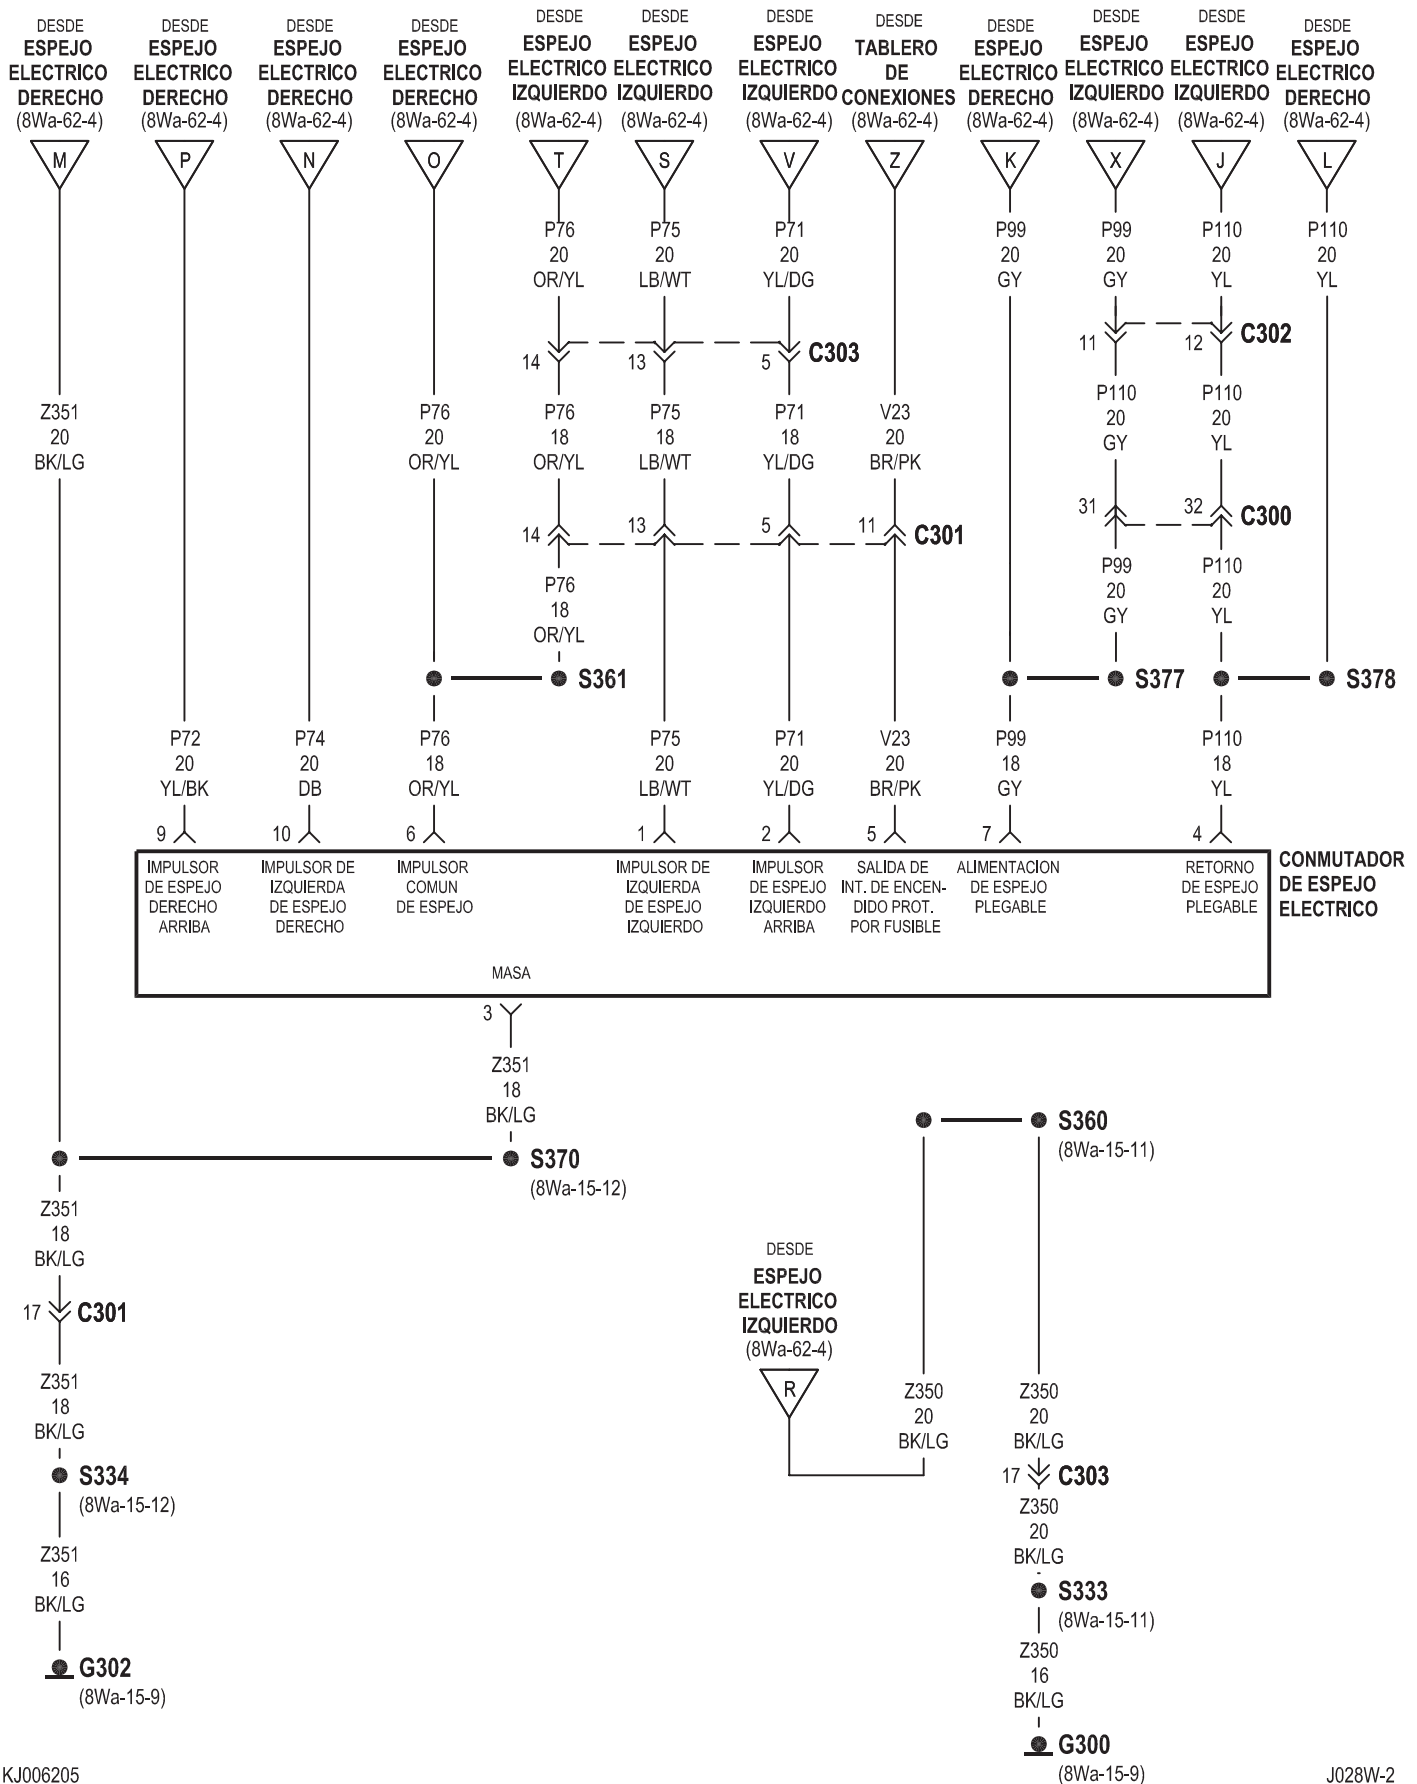 DESDE
ESPEJO
ELECTRICO
DERECHO
(8Wa-62-4)
M
DESDE
ESPEJO
ELECTRICO
DERECHO
(8Wa-62-4)
P
DESDE
ESPEJO
ELECTRICO
DERECHO
(8Wa-62-4)
N
DESDE
ESPEJO
ELECTRICO
DERECHO
(8Wa-62-4)
O
DESDE
ESPEJO
ELECTRICO
IZQUIERDO
(8Wa-62-4)
T
DESDE
ESPEJO
ELECTRICO
IZQUIERDO
(8Wa-62-4)
S
DESDE
ESPEJO
ELECTRICO
IZQUIERDO
(8Wa-62-4)
V
DESDE
TABLERO
DE
CONEXIONES
(8Wa-62-4)
Z
DESDE
ESPEJO
ELECTRICO
DERECHO
(8Wa-62-4)
K
DESDE
ESPEJO
ELECTRICO
IZQUIERDO
(8Wa-62-4)
X
DESDE
ESPEJO
ELECTRICO
IZQUIERDO
(8Wa-62-4)
J
DESDE
ESPEJO
ELECTRICO
DERECHO
(8Wa-62-4)
L
P76
20
OR/YL
P75
20
LB/WT
P71
20
YL/DG
P99
20
GY
P99
20
GY
P110
20
YL
P110
20
YL
14
13
5
C303
11
12
C302
Z351
20
BK/LG
P76
20
OR/YL
P76
18
OR/YL
P75
18
LB/WT
P71
18
YL/DG
V23
20
BR/PK
P110
20
GY
P110
20
YL
14
13
5
11
C301
31
32
C300
P76
18
OR/YL
P99
20
GY
P110
20
YL
S361
S377
S378
P72
20
YL/BK
P74
20
DB
P76
18
OR/YL
P75
20
LB/WT
P71
20
YL/DG
V23
20
BR/PK
P99
18
GY
P110
18
YL
9
10
6
1
2
5
7
4
IMPULSOR
DE ESPEJO
DERECHO
ARRIBA
IMPULSOR DE
IZQUIERDA
DE ESPEJO
DERECHO
IMPULSOR
COMUN
DE ESPEJO
IMPULSOR DE
IZQUIERDA
DE ESPEJO
IZQUIERDO
IMPULSOR
DE ESPEJO
IZQUIERDO
ARRIBA
SALIDA DE
INT. DE ENCEN-
DIDO PROT.
POR FUSIBLE
ALIMENTACION
DE ESPEJO
PLEGABLE
RETORNO
DE ESPEJO
PLEGABLE
CONMUTADOR
DE ESPEJO
ELECTRICO
MASA
3
Z351
18
BK/LG
S370
(8Wa-15-12)
S360
(8Wa-15-11)
Z351
18
BK/LG
17
C301
Z351
18
BK/LG
S334
(8Wa-15-12)
Z351
16
BK/LG
G302
(8Wa-15-9)
DESDE
ESPEJO
ELECTRICO
IZQUIERDO
(8Wa-62-4)
R
Z350
20
BK/LG
Z350
20
BK/LG
17
C303
Z350
20
BK/LG
S333
(8Wa-15-11)
Z350
16
BK/LG
G300
(8Wa-15-9)
KJ006205
J028W-2